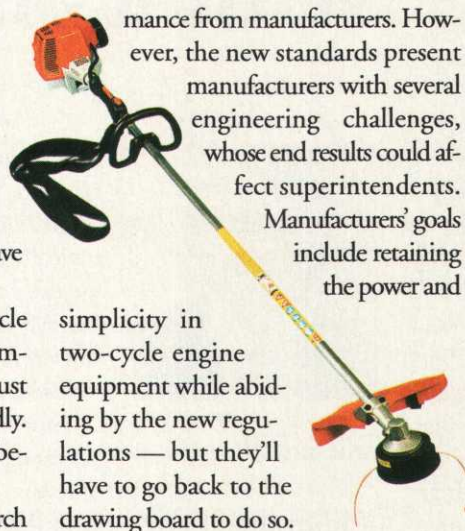 mance from manufacturers. How-
ever, the new standards present
manufacturers with several
engineering challenges,
whose end results could af-
fect superintendents.
Manufacturers' goals
include retaining
the power and
simplicity in
two-cycle engine
equipment while abid-
ing by the new regu-
lations — but they'll
have to go back to the
drawing board to do so.